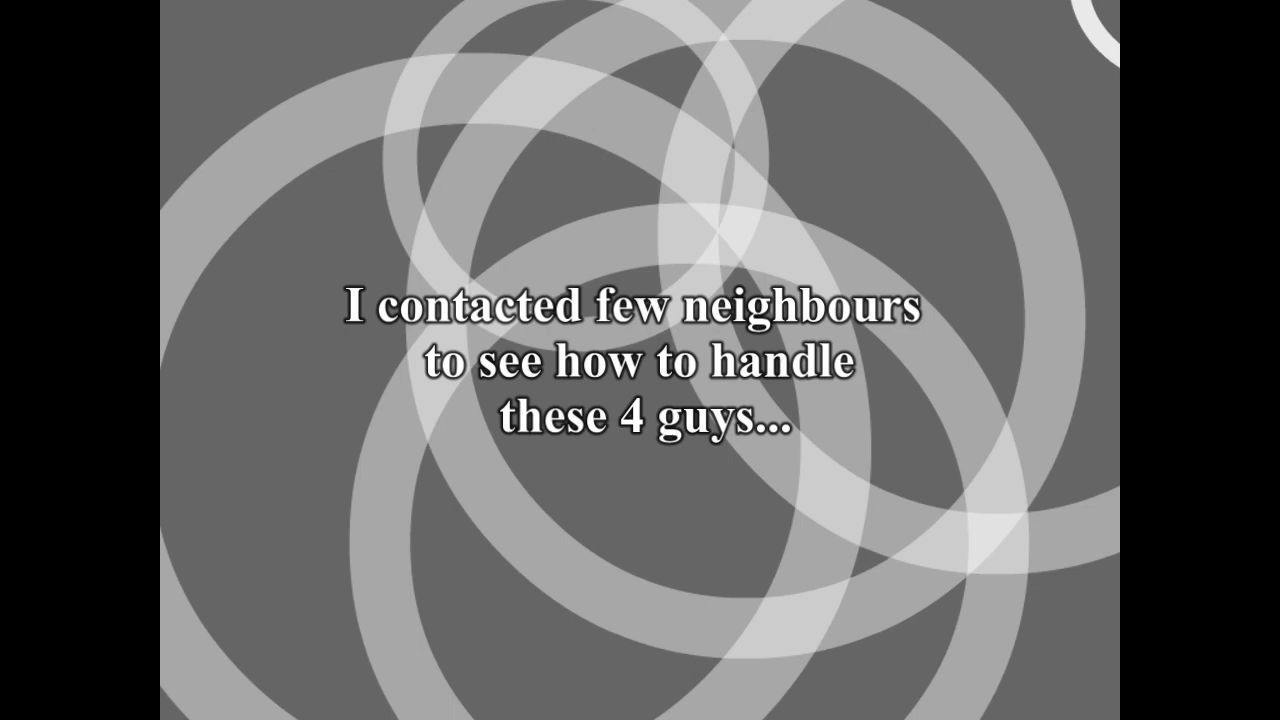 I contacted few neighbours
to see how to handle
these 4 guys...